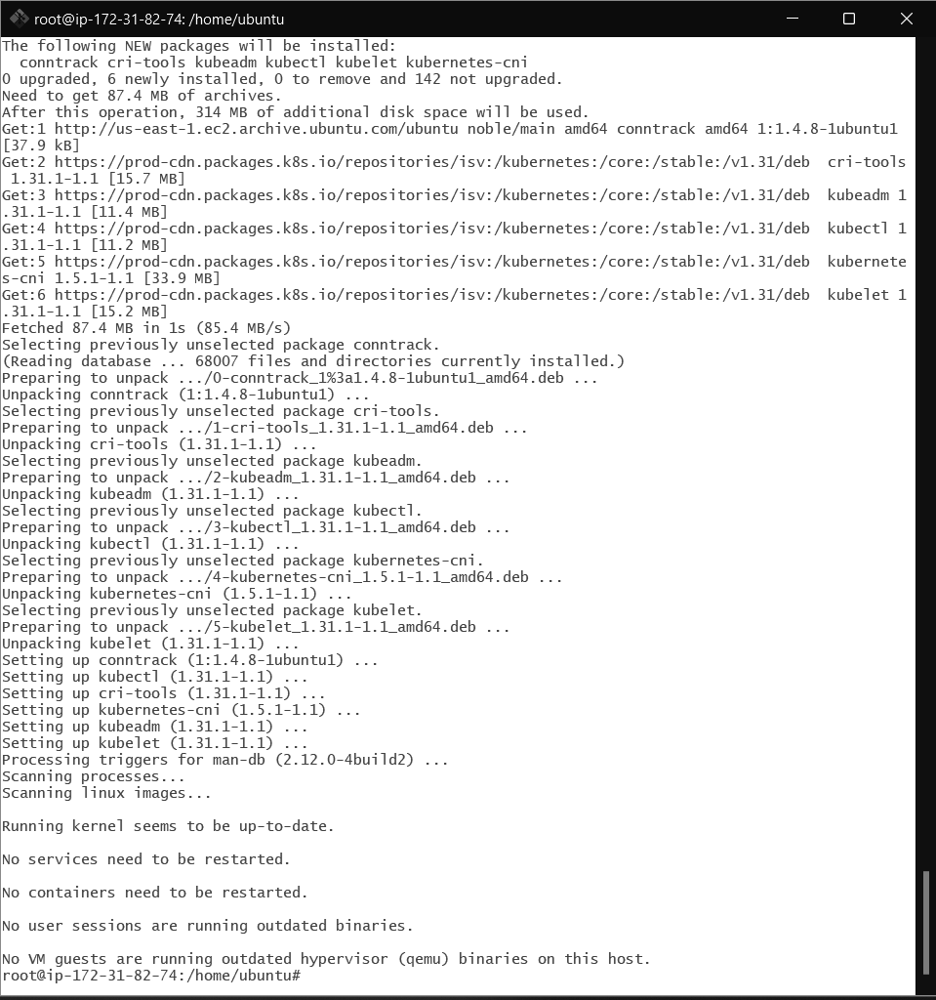 root@ip-172-31-82-74: /home/ubuntu
The following NEW packages will be installed:
  conntrack cri-tools kubeadm kubectl kubelet kubernetes-cni
0 upgraded, 6 newly installed, 0 to remove and 142 not upgraded.
Need to get 87.4 MB of archives.
After this operation, 314 MB of additional disk space will be used.
Get:1 http://us-east-1.ec2.archive.ubuntu.com/ubuntu noble/main amd64 conntrack amd64 1:1.4.8-1ubuntu1
[37.9 kB]
Get:2 https://prod-cdn.packages.k8s.io/repositories/isv:/kubernetes:/core:/stable:/v1.31/deb  cri-tools
 1.31.1-1.1 [15.7 MB]
Get:3 https://prod-cdn.packages.k8s.io/repositories/isv:/kubernetes:/core:/stable:/v1.31/deb  kubeadm 1
.31.1-1.1 [11.4 MB]
Get:4 https://prod-cdn.packages.k8s.io/repositories/isv:/kubernetes:/core:/stable:/v1.31/deb  kubectl 1
.31.1-1.1 [11.2 MB]
Get:5 https://prod-cdn.packages.k8s.io/repositories/isv:/kubernetes:/core:/stable:/v1.31/deb  kubernete
s-cni 1.5.1-1.1 [33.9 MB]
Get:6 https://prod-cdn.packages.k8s.io/repositories/isv:/kubernetes:/core:/stable:/v1.31/deb  kubelet 1
.31.1-1.1 [15.2 MB]
Fetched 87.4 MB in 1s (85.4 MB/s)
Selecting previously unselected package conntrack.
(Reading database ... 68007 files and directories currently installed.)
Preparing to unpack .../0-conntrack_1%3a1.4.8-1ubuntu1_amd64.deb ...
Unpacking conntrack (1:1.4.8-1ubuntu1) ...
Selecting previously unselected package cri-tools.
Preparing to unpack .../1-cri-tools_1.31.1-1.1_amd64.deb ...
Unpacking cri-tools (1.31.1-1.1) ...
Selecting previously unselected package kubeadm.
Preparing to unpack .../2-kubeadm_1.31.1-1.1_amd64.deb ...
Unpacking kubeadm (1.31.1-1.1) ...
Selecting previously unselected package kubectl.
Preparing to unpack .../3-kubectl_1.31.1-1.1_amd64.deb ...
Unpacking kubectl (1.31.1-1.1) ...
Selecting previously unselected package kubernetes-cni.
Preparing to unpack .../4-kubernetes-cni_1.5.1-1.1_amd64.deb ...
Unpacking kubernetes-cni (1.5.1-1.1) ...
Selecting previously unselected package kubelet.
Preparing to unpack .../5-kubelet_1.31.1-1.1_amd64.deb ...
Unpacking kubelet (1.31.1-1.1) ...
Setting up conntrack (1:1.4.8-1ubuntu1) ...
Setting up kubectl (1.31.1-1.1) ...
Setting up cri-tools (1.31.1-1.1) ...
Setting up kubernetes-cni (1.5.1-1.1) ...
Setting up kubeadm (1.31.1-1.1) ...
Setting up kubelet (1.31.1-1.1) ...
Processing triggers for man-db (2.12.0-4build2) ...
Scanning processes...
Scanning linux images...
Running kernel seems to be up-to-date.
No services need to be restarted.
No containers need to be restarted.
No user sessions are running outdated binaries.
No VM guests are running outdated hypervisor (qemu) binaries on this host.
root@ip-172-31-82-74:/home/ubuntu#